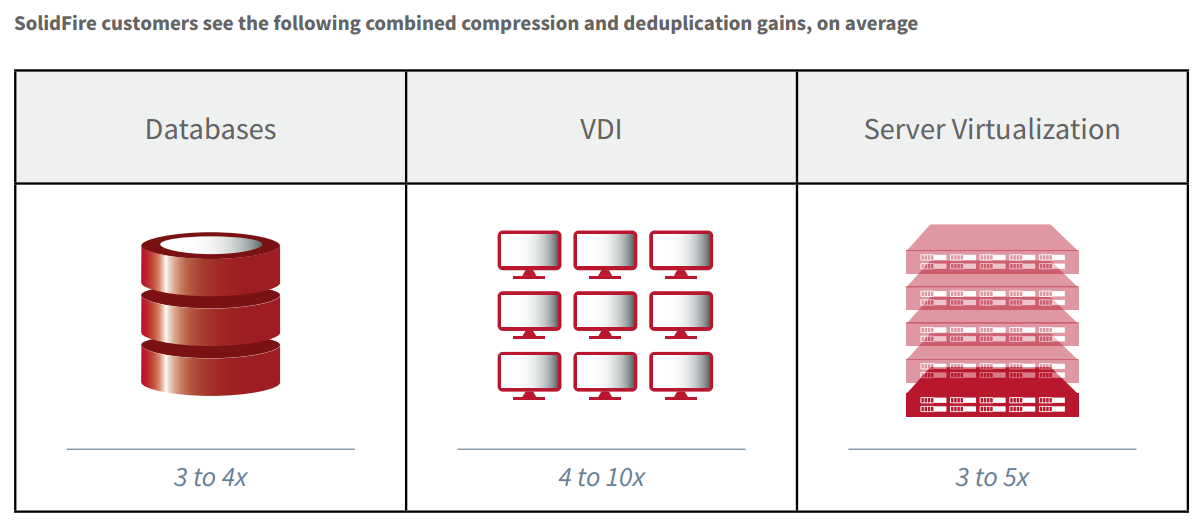 SolidFire customers see the following combined compression and deduplication gains, on average
Databases
VDI
Server Virtualization
3 to 4x
4 to 10x
3 to 5x